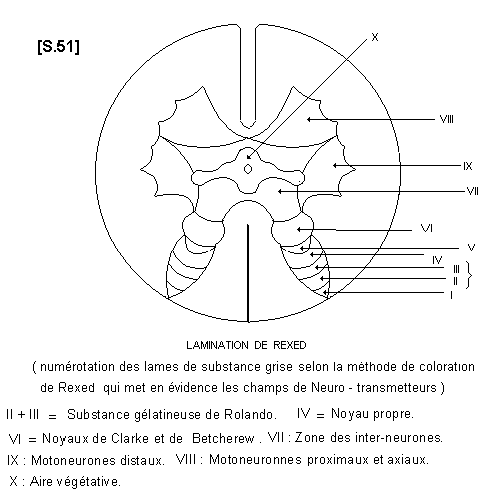 [S.51]
X
VIII
IX
VII
VI
V
IV
III
II
I
LAMINATION DE REXED
( numérotation des lames de substance grise selon la méthode de coloration
de Rexed qui met en évidence les champs de Neuro - transmetteurs )
II + III = Substance gélatineuse de Rolando. IV = Noyau propre.
VI = Noyaux de Clarke et de Betcherew . VII : Zone des inter-neurones.
IX : Motoneurones distaux. VIII : Motoneuronnes proximaux et axiaux.
X : Aire végétative.